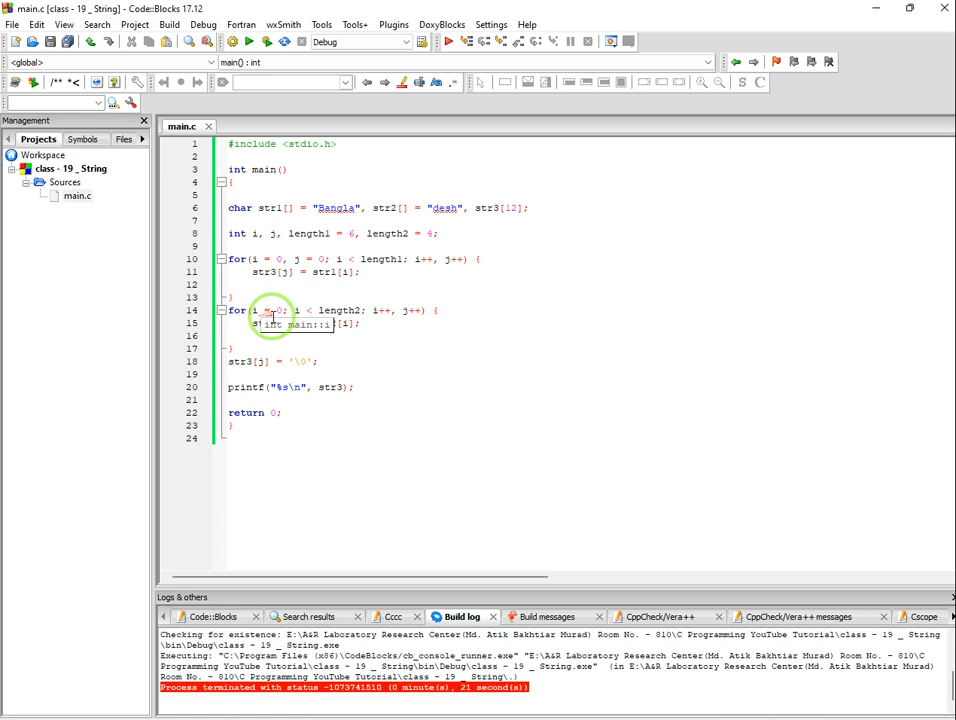 main.c [class - 19 _ String] - Code::Blocks 17.12
File Edit View Search Project Build Debug Fortran wxSmith Tools Tools+ Plugins DoxyBlocks Settings Help
Debug
<global> main() : int
/** *<
Management
main.c
Projects Symbols Files
Workspace
class - 19 _ String
Sources
main.c
1 #include <stdio.h>
2
3 int main()
4 {
5
6 char str1[] = "Bangla", str2[] = "desh", str3[12];
7
8 int i, j, length1 = 6, length2 = 4;
9
10 for(i = 0, j = 0; i < length1; i++, j++) {
11 str3[j] = str1[i];
12
13 }
14 for(i = 0; i < length2; i++, j++) {
15 st int main::i [i];
16
17 }
18 str3[j] = '\0';
19
20 printf("%s\n", str3);
21
22 return 0;
23 }
24
Logs & others
Code::Blocks Search results Cccc Build log Build messages CppCheck/Vera++ CppCheck/Vera++ messages Cscope
Checking for existence: E:\A&R Laboratory Research Center(Md. Atik Bakhtiar Murad) Room No. - 810\C Programming YouTube Tutorial\class - 19 _ String
\bin\Debug\class - 19 _ String.exe
Executing: "C:\Program Files (x86)\CodeBlocks/cb_console_runner.exe" "E:\A&R Laboratory Research Center(Md. Atik Bakhtiar Murad) Room No. - 810\C
Programming YouTube Tutorial\class - 19 _ String\bin\Debug\class - 19 _ String.exe"  (in E:\A&R Laboratory Research Center(Md. Atik Bakhtiar Murad)
Room No. - 810\C Programming YouTube Tutorial\class - 19 _ String\.)
Process terminated with status -1073741510 (0 minute(s), 21 second(s))